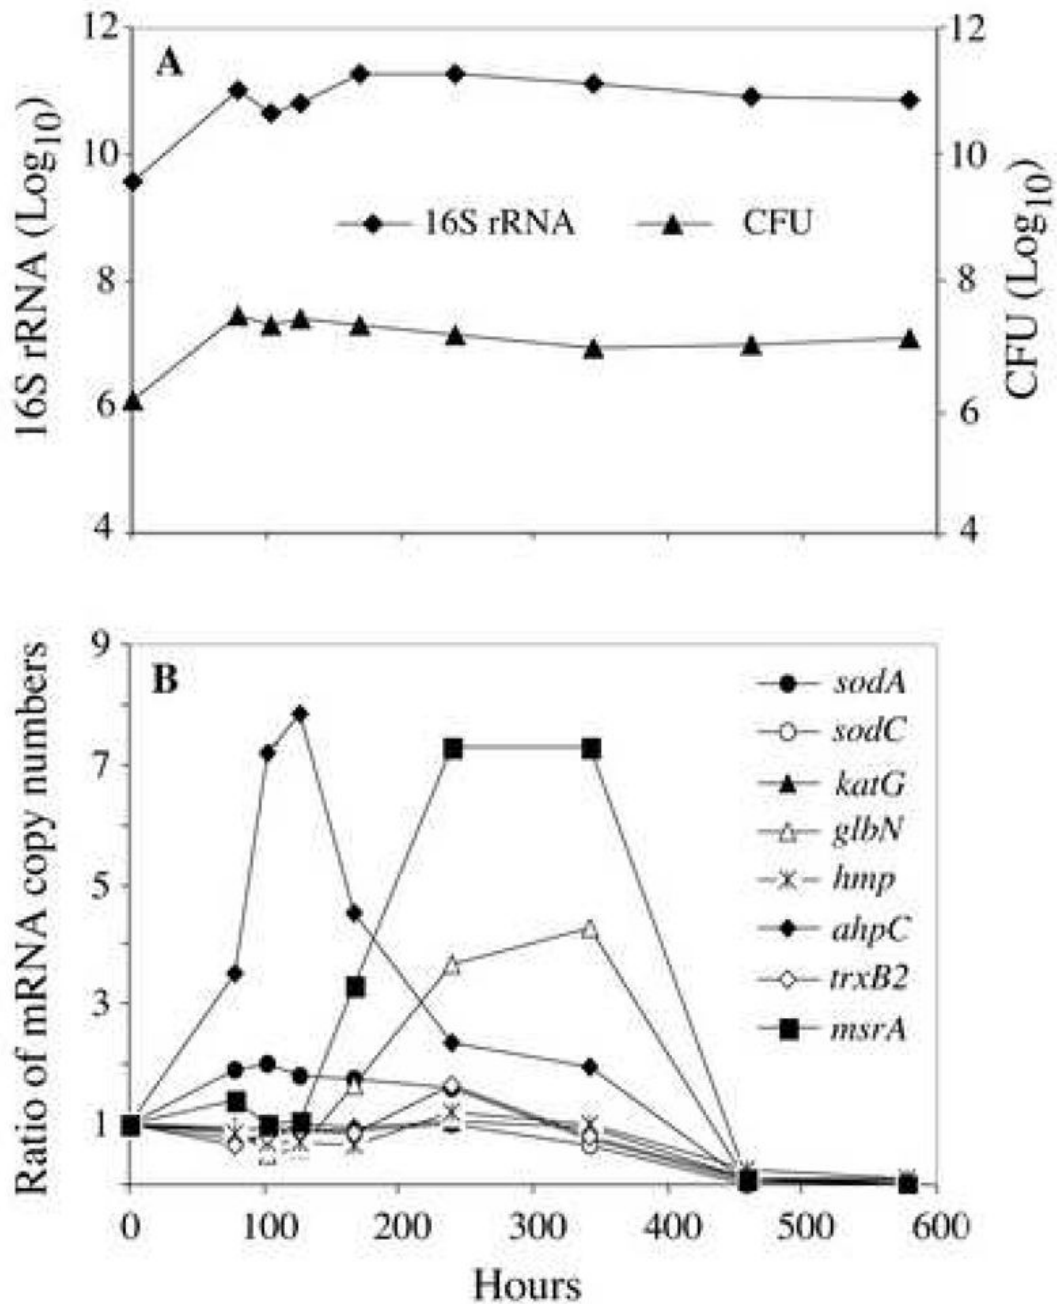 A
12
10
8
6
4
16S rRNA (Log10)
12
10
8
6
4
CFU (Log10)
16S rRNA
CFU
B
9
7
5
3
1
Ratio of mRNA copy numbers
sodA
sodC
katG
glbN
hmp
ahpC
trxB2
msrA
0 100 200 300 400 500 600
Hours